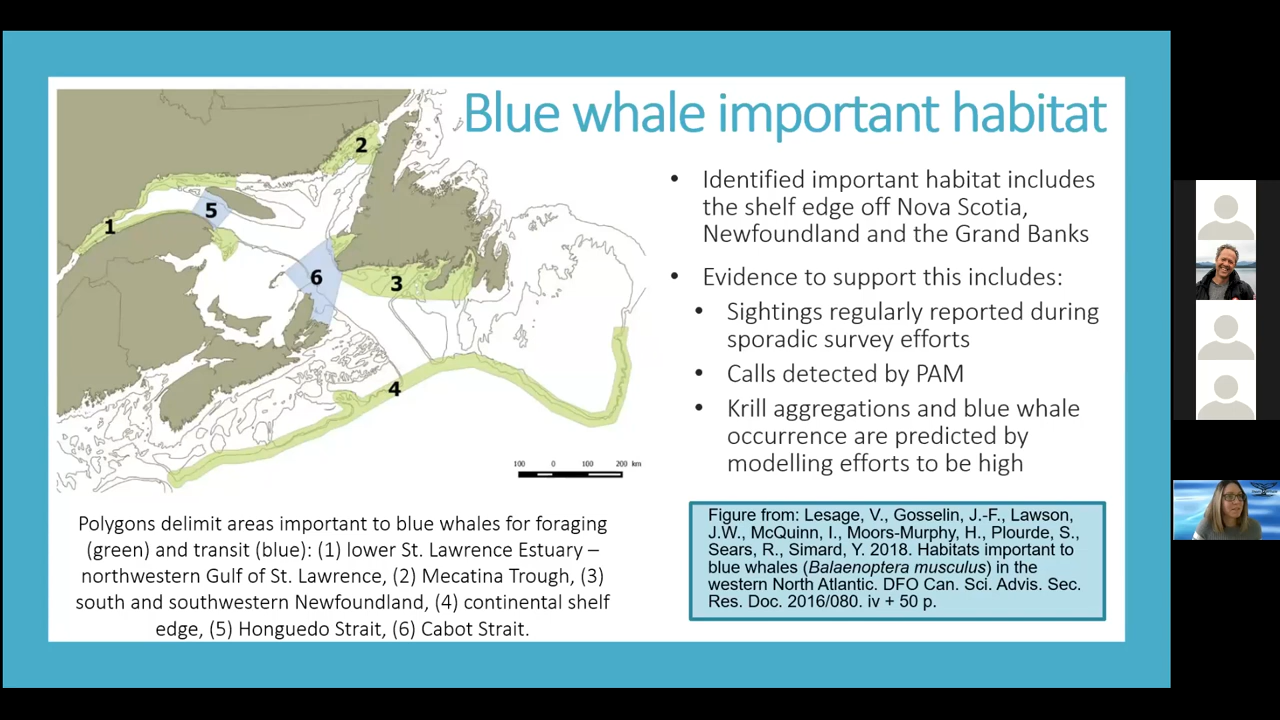 Blue whale important habitat
2
5
1
6
3
4
100 0 100 200 km
• Identified important habitat includes
the shelf edge off Nova Scotia,
Newfoundland and the Grand Banks
• Evidence to support this includes:
• Sightings regularly reported during
sporadic survey efforts
• Calls detected by PAM
• Krill aggregations and blue whale
occurrence are predicted by
modelling efforts to be high
Polygons delimit areas important to blue whales for foraging
(green) and transit (blue): (1) lower St. Lawrence Estuary –
northwestern Gulf of St. Lawrence, (2) Mecatina Trough, (3)
south and southwestern Newfoundland, (4) continental shelf
edge, (5) Honguedo Strait, (6) Cabot Strait.
Figure from: Lesage, V., Gosselin, J.-F., Lawson,
J.W., McQuinn, I., Moors-Murphy, H., Plourde, S.,
Sears, R., Simard, Y. 2018. Habitats important to
blue whales (Balaenoptera musculus) in the
western North Atlantic. DFO Can. Sci. Advis. Sec.
Res. Doc. 2016/080. iv + 50 p.